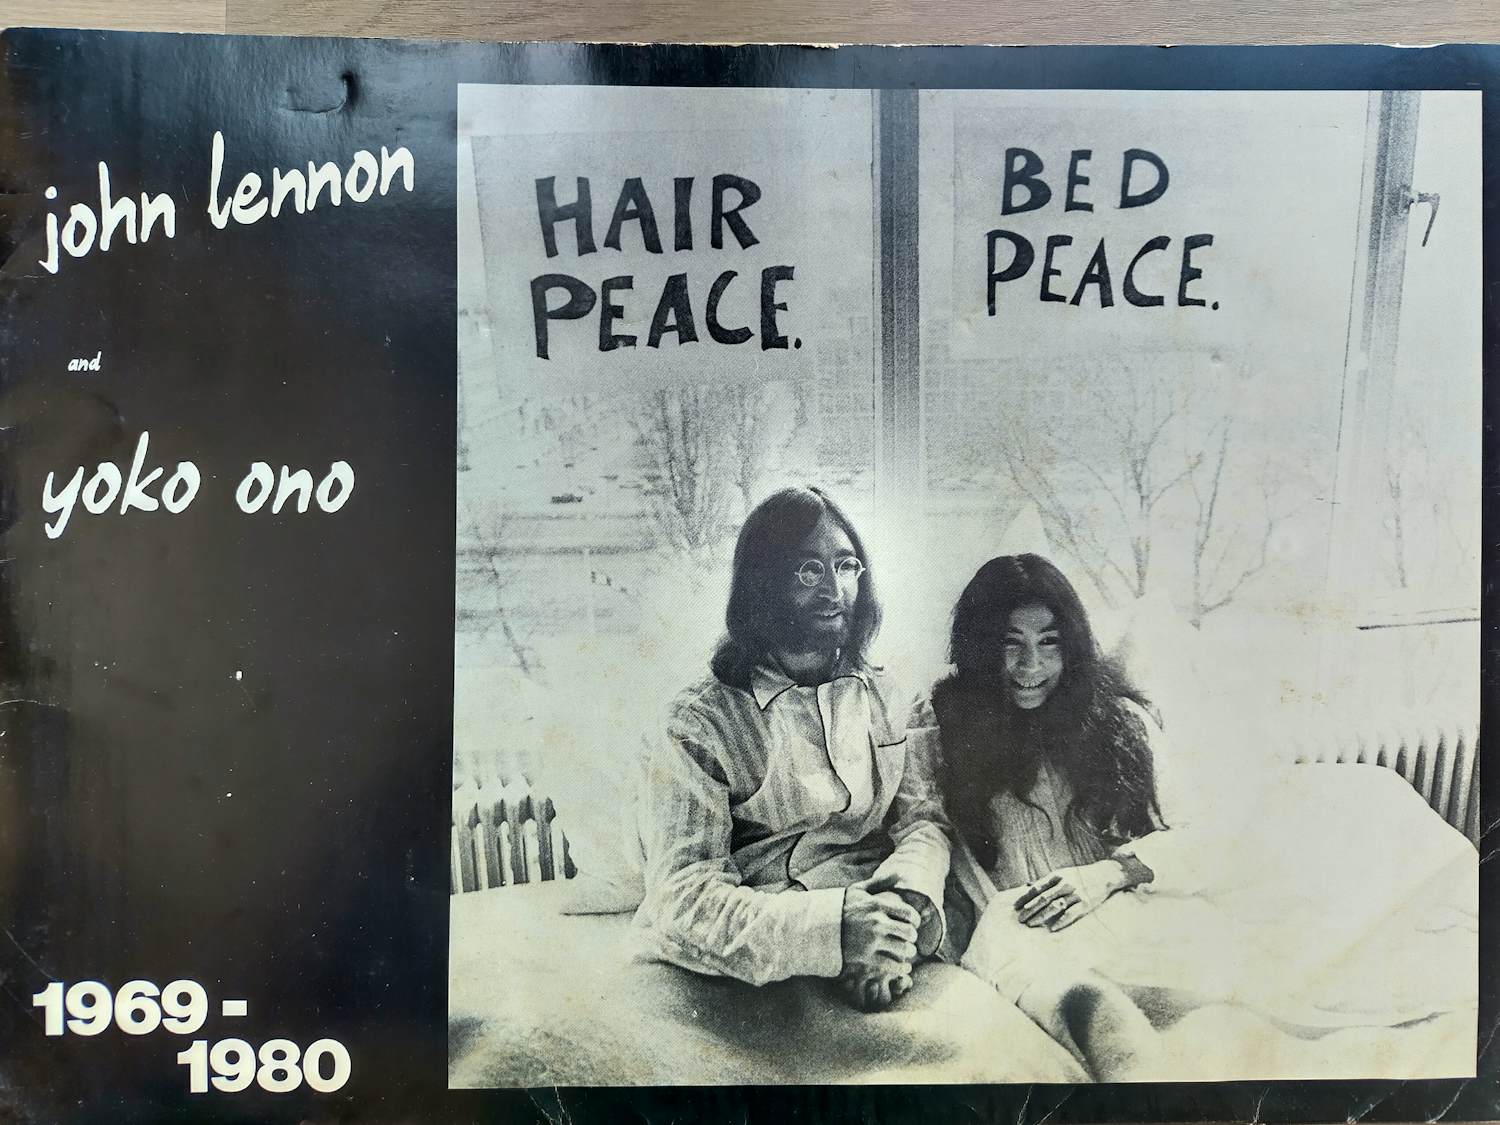 john lennon
and
yoko ono
1969 -
1980
HAIR
PEACE.
BED
PEACE.